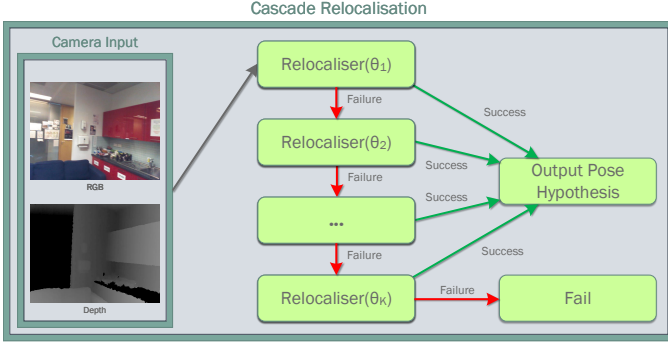 Cascade Relocalisation
Camera Input
RGB
Depth
Relocaliser(θ₁)
Failure
Success
Relocaliser(θ₂)
Failure
Success
...
Success
Failure
Relocaliser(θK)
Success
Failure
Output Pose
Hypothesis
Fail